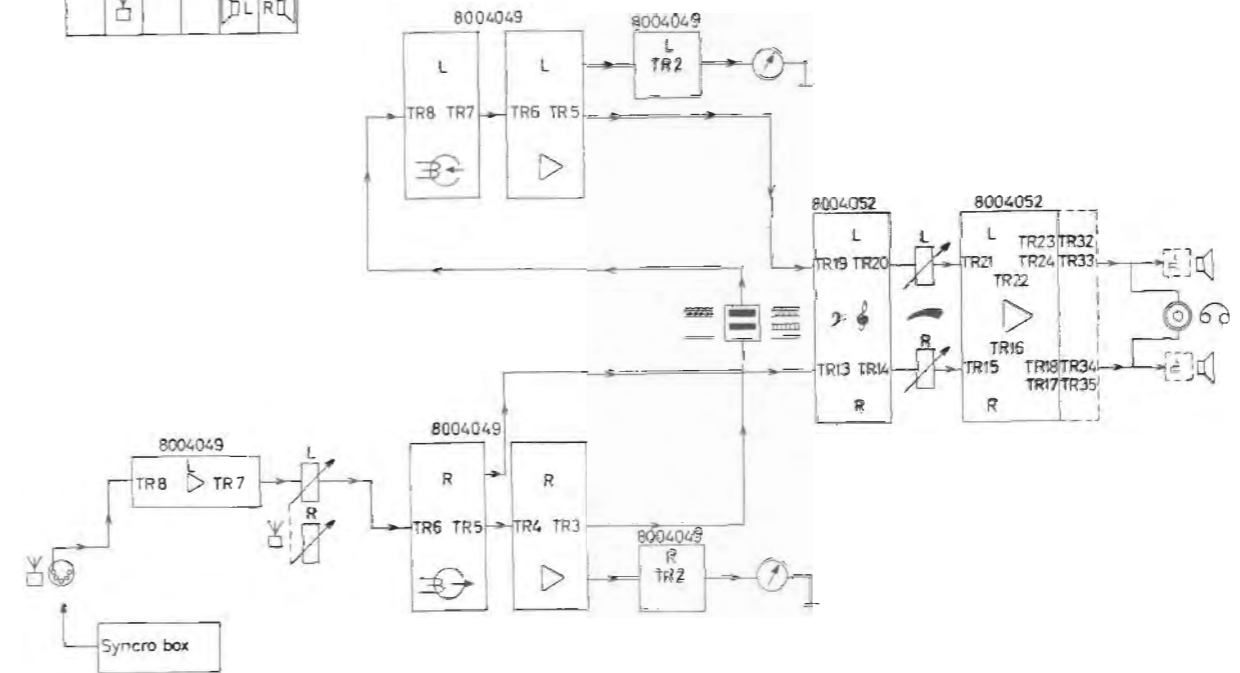 L R
8004049
8004049
L
L
L
TR2
TR8 TR7
TR6 TR5
8004052
8004052
L
L
L
TR23 TR32
TR19 TR20
TR21
TR24 TR33
TR22
R
TR16
TR13 TR14
TR15
TR18 TR34
TR17 TR35
R
R
8004049
8004049
L
TR8 TR7
L
R
R
R
TR6 TR5
TR4 TR3
8004049
R
TR2
Syncro box